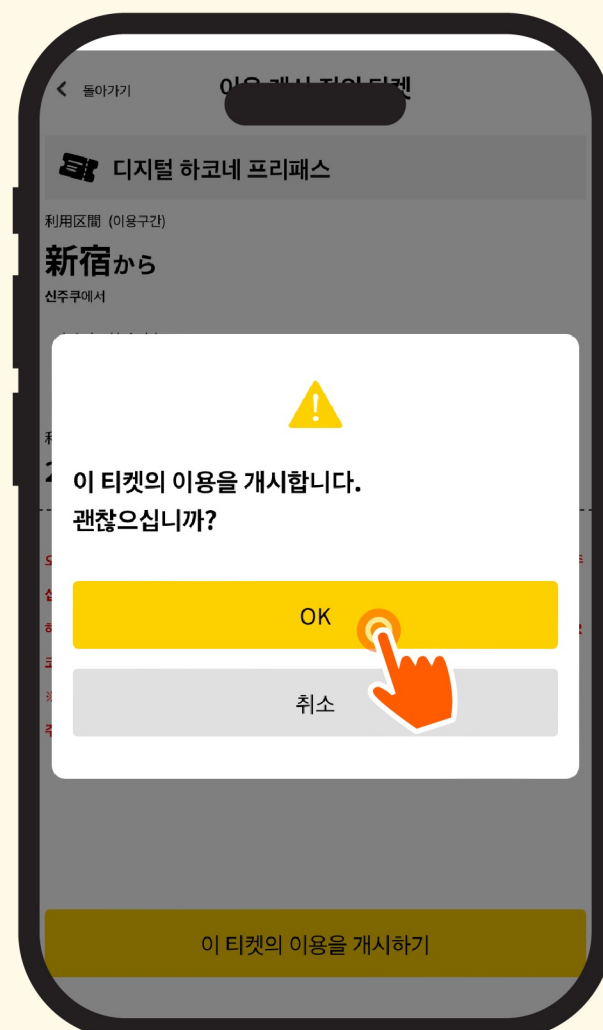 돌아가기
디지털 하코네 프리패스
利用区間 (이용구간)
新宿から
신주쿠에서
이 티켓의 이용을 개시합니다.
괜찮으십니까?
OK
취소
이 티켓의 이용을 개시하기